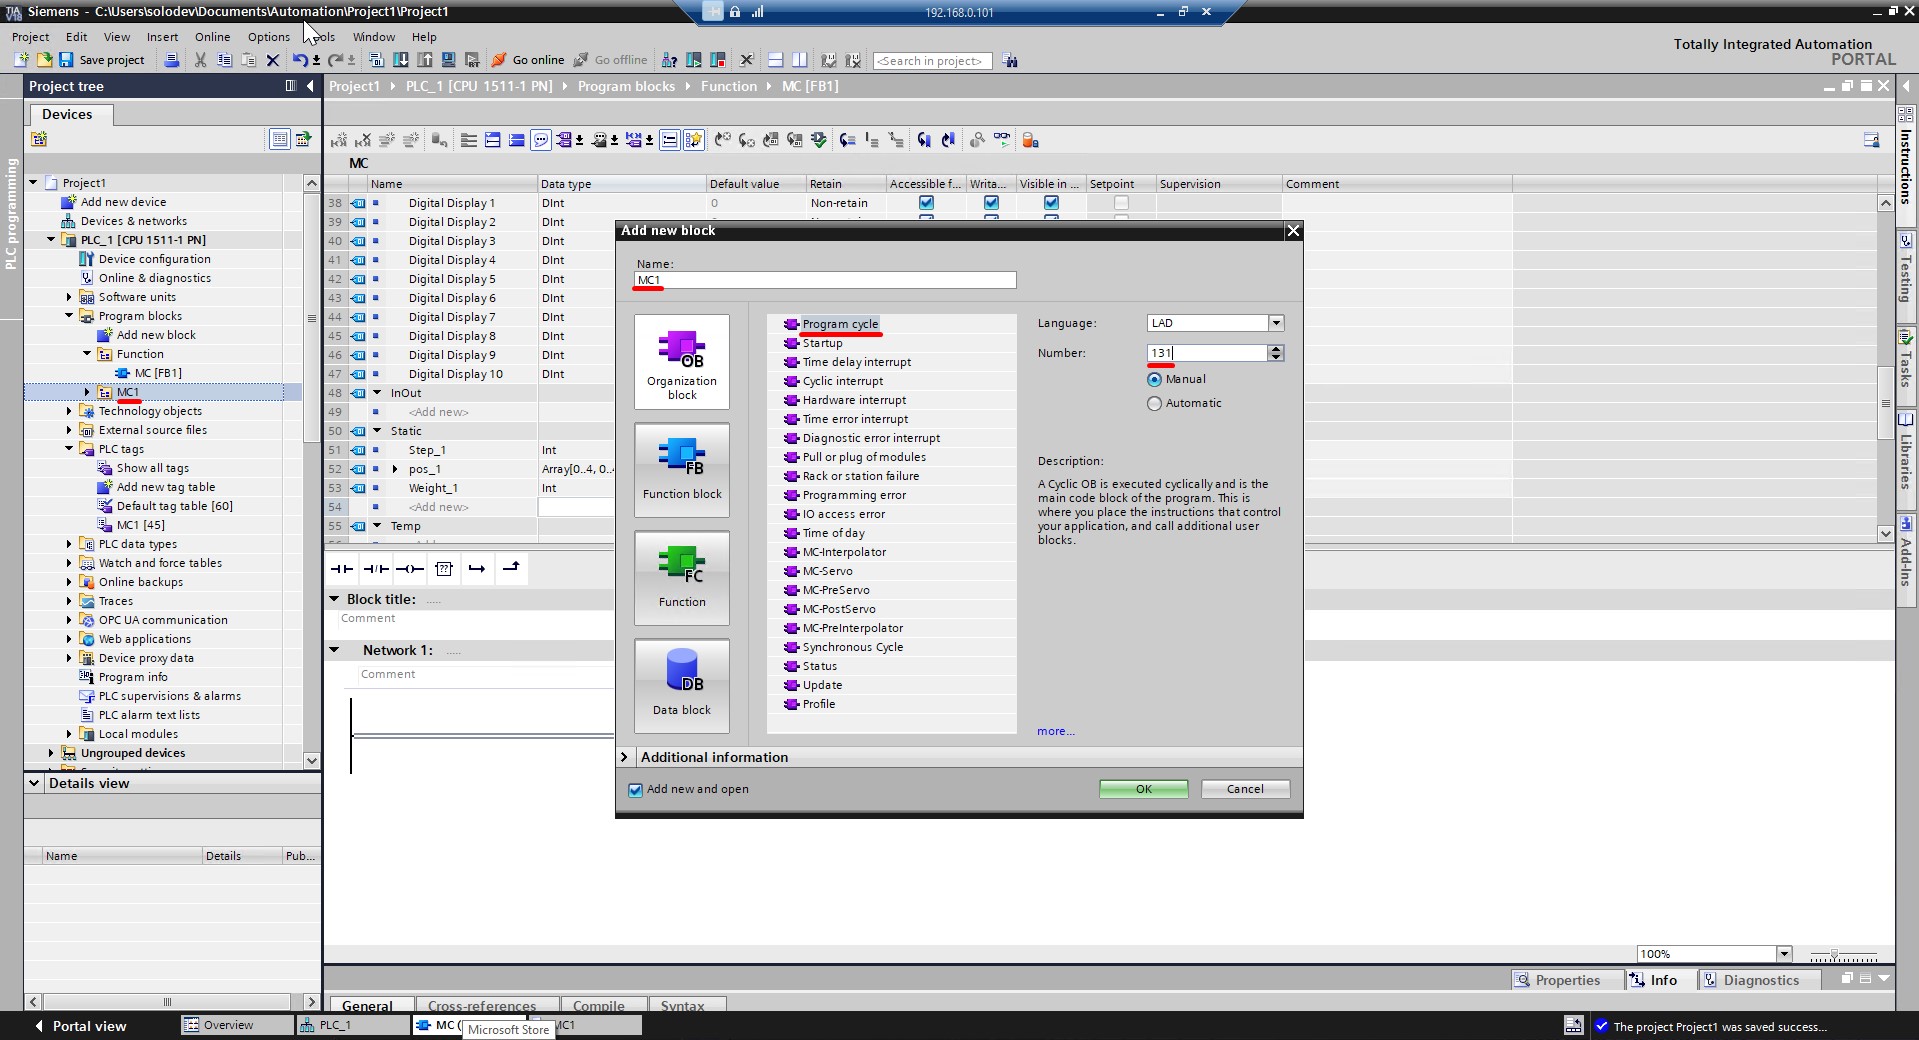 Siemens - C:\Users\solodev\Documents\Automation\Project1\Project1
192.168.0.101
Project Edit View Insert Online Options Window Help
Totally Integrated Automation
PORTAL
Save project
Go online
Go offline
<Search in project>
Project tree
Project1 PLC_1 [CPU 1511-1 PN] Program blocks Function MC [FB1]
Devices
PLC programming
Project1
Add new device
Devices & networks
PLC_1 [CPU 1511-1 PN]
Device configuration
Online & diagnostics
Software units
Program blocks
Add new block
Function
MC [FB1]
MC1
Technology objects
External source files
PLC tags
Show all tags
Add new tag table
Default tag table [60]
MC1 [45]
PLC data types
Watch and force tables
Online backups
Traces
OPC UA communication
Web applications
Device proxy data
Program info
PLC supervisions & alarms
PLC alarm text lists
Local modules
Ungrouped devices
Details view
Name Details Pub...
MC
Name Data type Default value Retain Accessible f... Writa... Visible in ... Setpoint Supervision Comment
38 Digital Display 1 DInt 0 Non-retain
39 Digital Display 2 DInt
40 Digital Display 3 DInt
41 Digital Display 4 DInt
42 Digital Display 5 DInt
43 Digital Display 6 DInt
44 Digital Display 7 DInt
45 Digital Display 8 DInt
46 Digital Display 9 DInt
47 Digital Display 10 DInt
48 InOut
49 <Add new>
50 Static
51 Step_1 Int
52 pos_1 Array[0..4, 0..
53 Weight_1 Int
54 <Add new>
55 Temp
Block title: .....
Comment
Network 1: .....
Comment
Add new block
Name:
MC1
OB
Organization
block
FB
Function block
FC
Function
DB
Data block
Program cycle
Startup
Time delay interrupt
Cyclic interrupt
Hardware interrupt
Time error interrupt
Diagnostic error interrupt
Pull or plug of modules
Rack or station failure
Programming error
IO access error
Time of day
MC-Interpolator
MC-Servo
MC-PreServo
MC-PostServo
MC-PreInterpolator
Synchronous Cycle
Status
Update
Profile
Language: LAD
Number: 131
Manual
Automatic
Description:
A Cyclic OB is executed cyclically and is the
main code block of the program. This is
where you place the instructions that control
your application, and call additional user
blocks.
more...
Additional information
Add new and open
OK Cancel
Instructions
Testing
Tasks
Libraries
Add-Ins
100%
Properties Info Diagnostics
General Cross-references Compile Syntax
Portal view Overview PLC_1 MC ( MC1
Microsoft Store
The project Project1 was saved success...